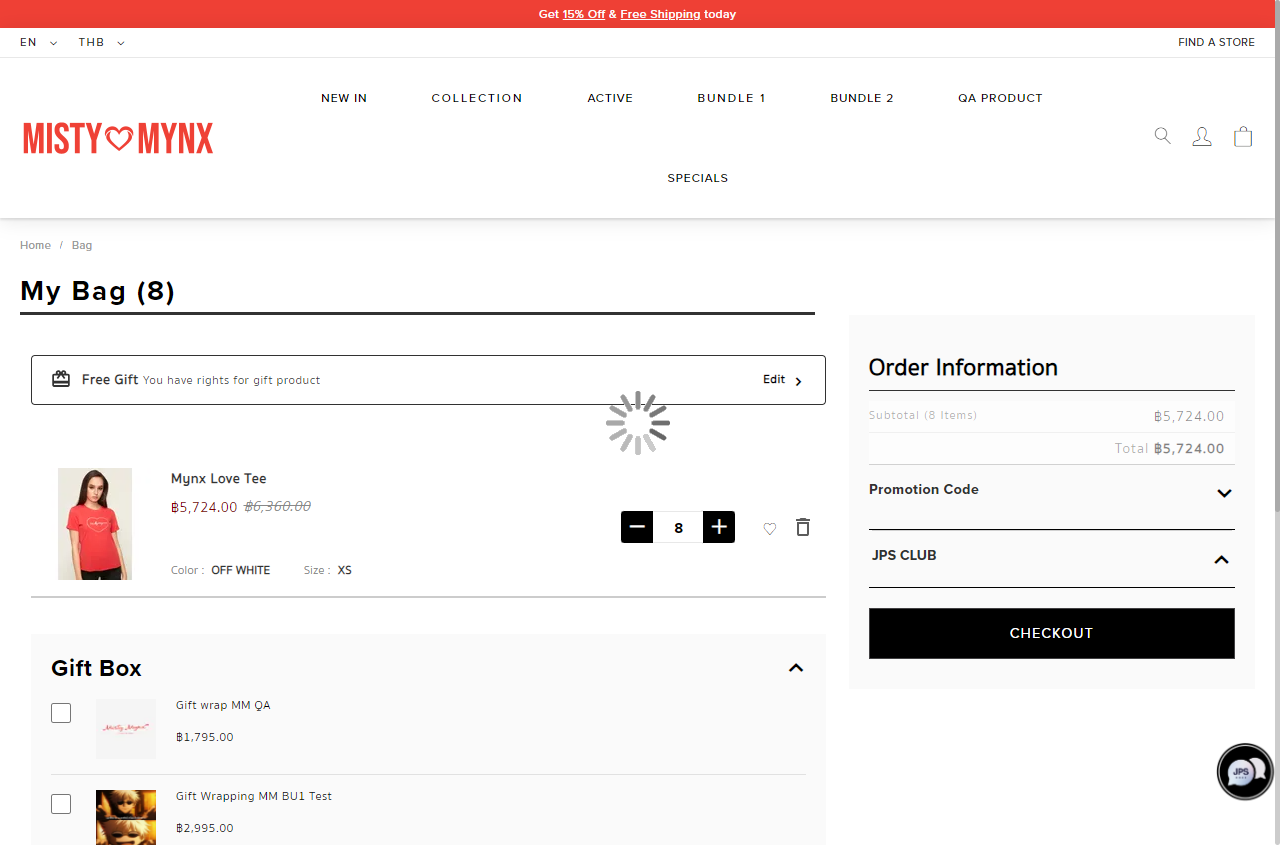 Get 15% Off & Free Shipping today
EN THB FIND A STORE
NEW IN COLLECTION ACTIVE BUNDLE 1 BUNDLE 2 QA PRODUCT
MISTY MYNX
SPECIALS
Home / Bag
My Bag (8)
Free Gift You have rights for gift product Edit
Order Information
Subtotal (8 Items) ฿5,724.00
Total ฿5,724.00
Mynx Love Tee
฿5,724.00 ฿6,360.00
8
Color : OFF WHITE Size : XS
Promotion Code
JPS CLUB
CHECKOUT
Gift Box
Gift wrap MM QA
฿1,795.00
Gift Wrapping MM BU1 Test
฿2,995.00
JPS